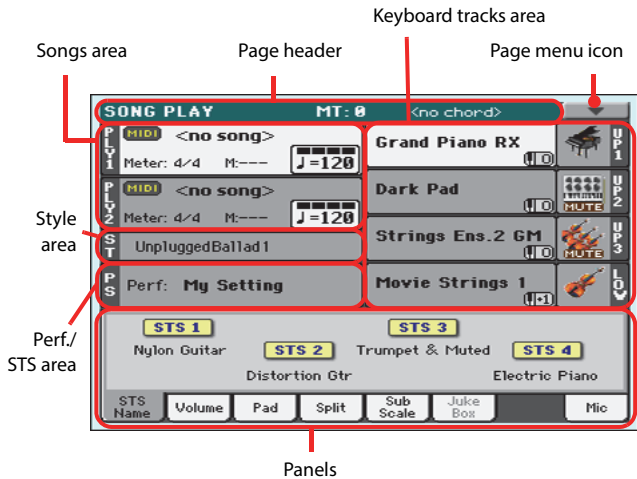 Keyboard tracks area
Songs area
Page header
Page menu icon
SONG PLAY MT: 0 <no chord>
PLY1
MIDI <no song>
Meter: 4/4 M:--- ♩=120
Grand Piano RX
0
UP1
PLY2
MIDI <no song>
Meter: 4/4 M:--- ♩=120
Dark Pad
0
MUTE
UP2
Style area
ST
UnpluggedBallad1
Strings Ens.2 GM
0
MUTE
UP3
PS
Perf: My Setting
Movie Strings 1
+1
LOW
Perf./
STS area
STS 1
Nylon Guitar
STS 2
Distortion Gtr
STS 3
Trumpet & Muted
STS 4
Electric Piano
STS Name
Volume
Pad
Split
Sub Scale
Juke Box
Mic
Panels